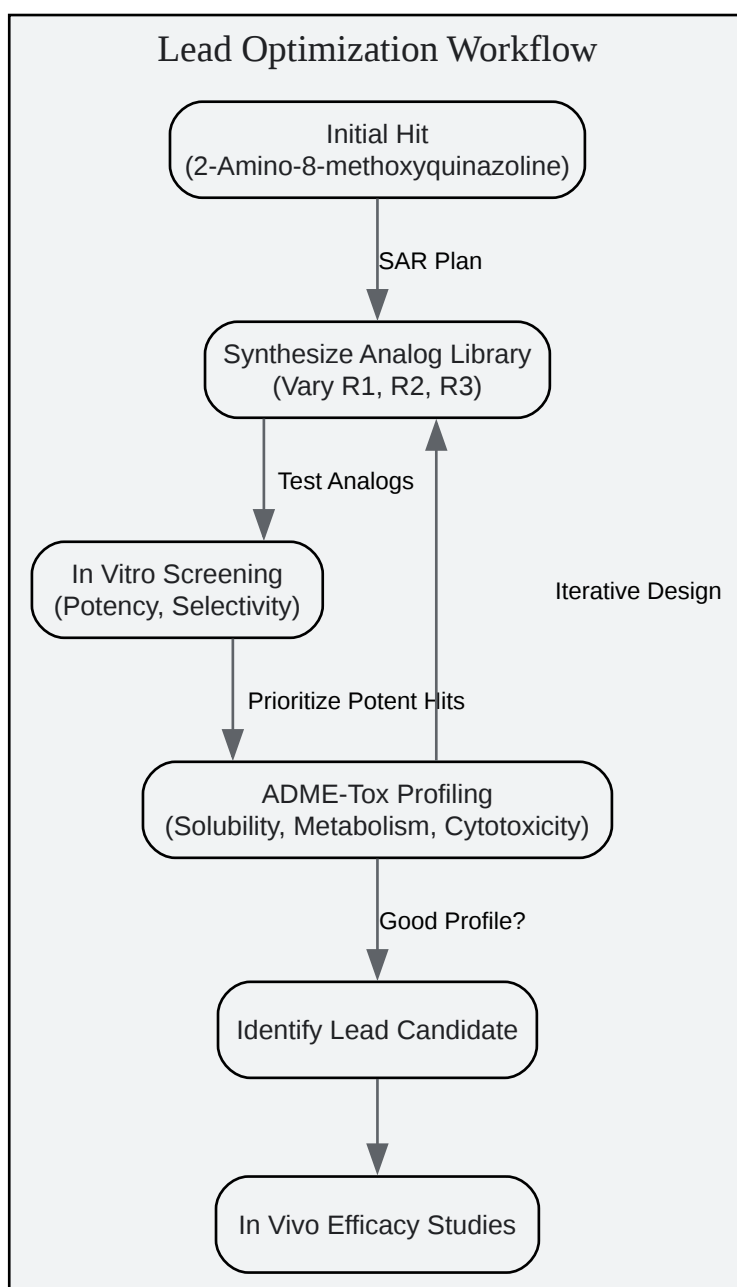 Lead Optimization Workflow
Initial Hit
(2-Amino-8-methoxyquinazoline)
SAR Plan
Synthesize Analog Library
(Vary R1, R2, R3)
Test Analogs
In Vitro Screening
(Potency, Selectivity)
Iterative Design
Prioritize Potent Hits
ADME-Tox Profiling
(Solubility, Metabolism, Cytotoxicity)
Good Profile?
Identify Lead Candidate
In Vivo Efficacy Studies